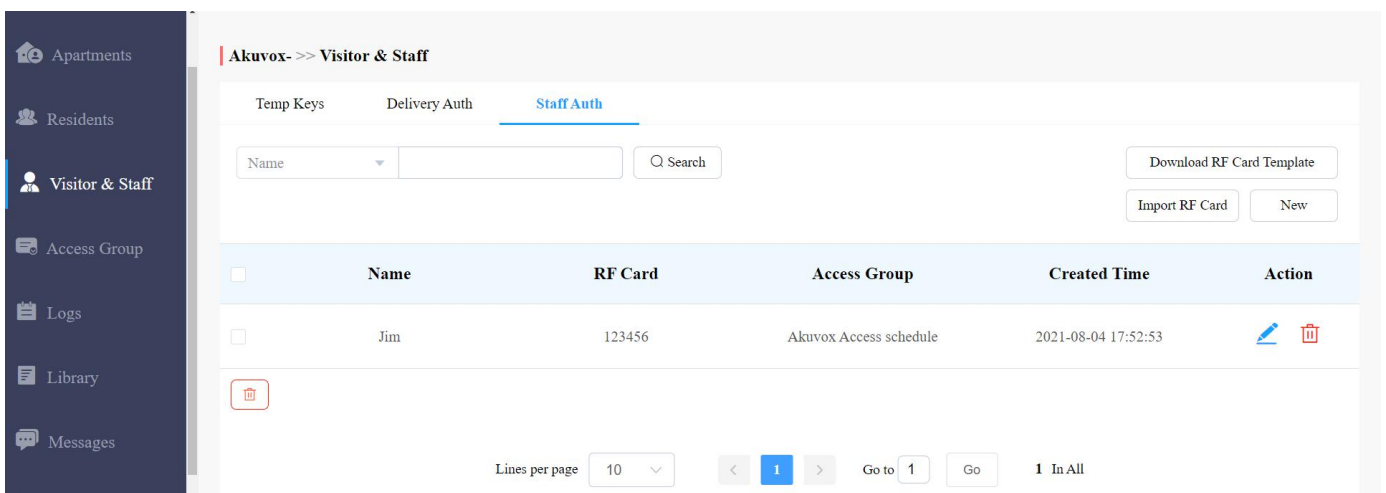 Apartments
Residents
Visitor & Staff
Access Group
Logs
Library
Messages
Akuvox- >> Visitor & Staff
Temp Keys Delivery Auth Staff Auth
Name Search Download RF Card Template
Import RF Card New
Name RF Card Access Group Created Time Action
Jim 123456 Akuvox Access schedule 2021-08-04 17:52:53
Lines per page 10 < 1 > Go to 1 Go 1 In All